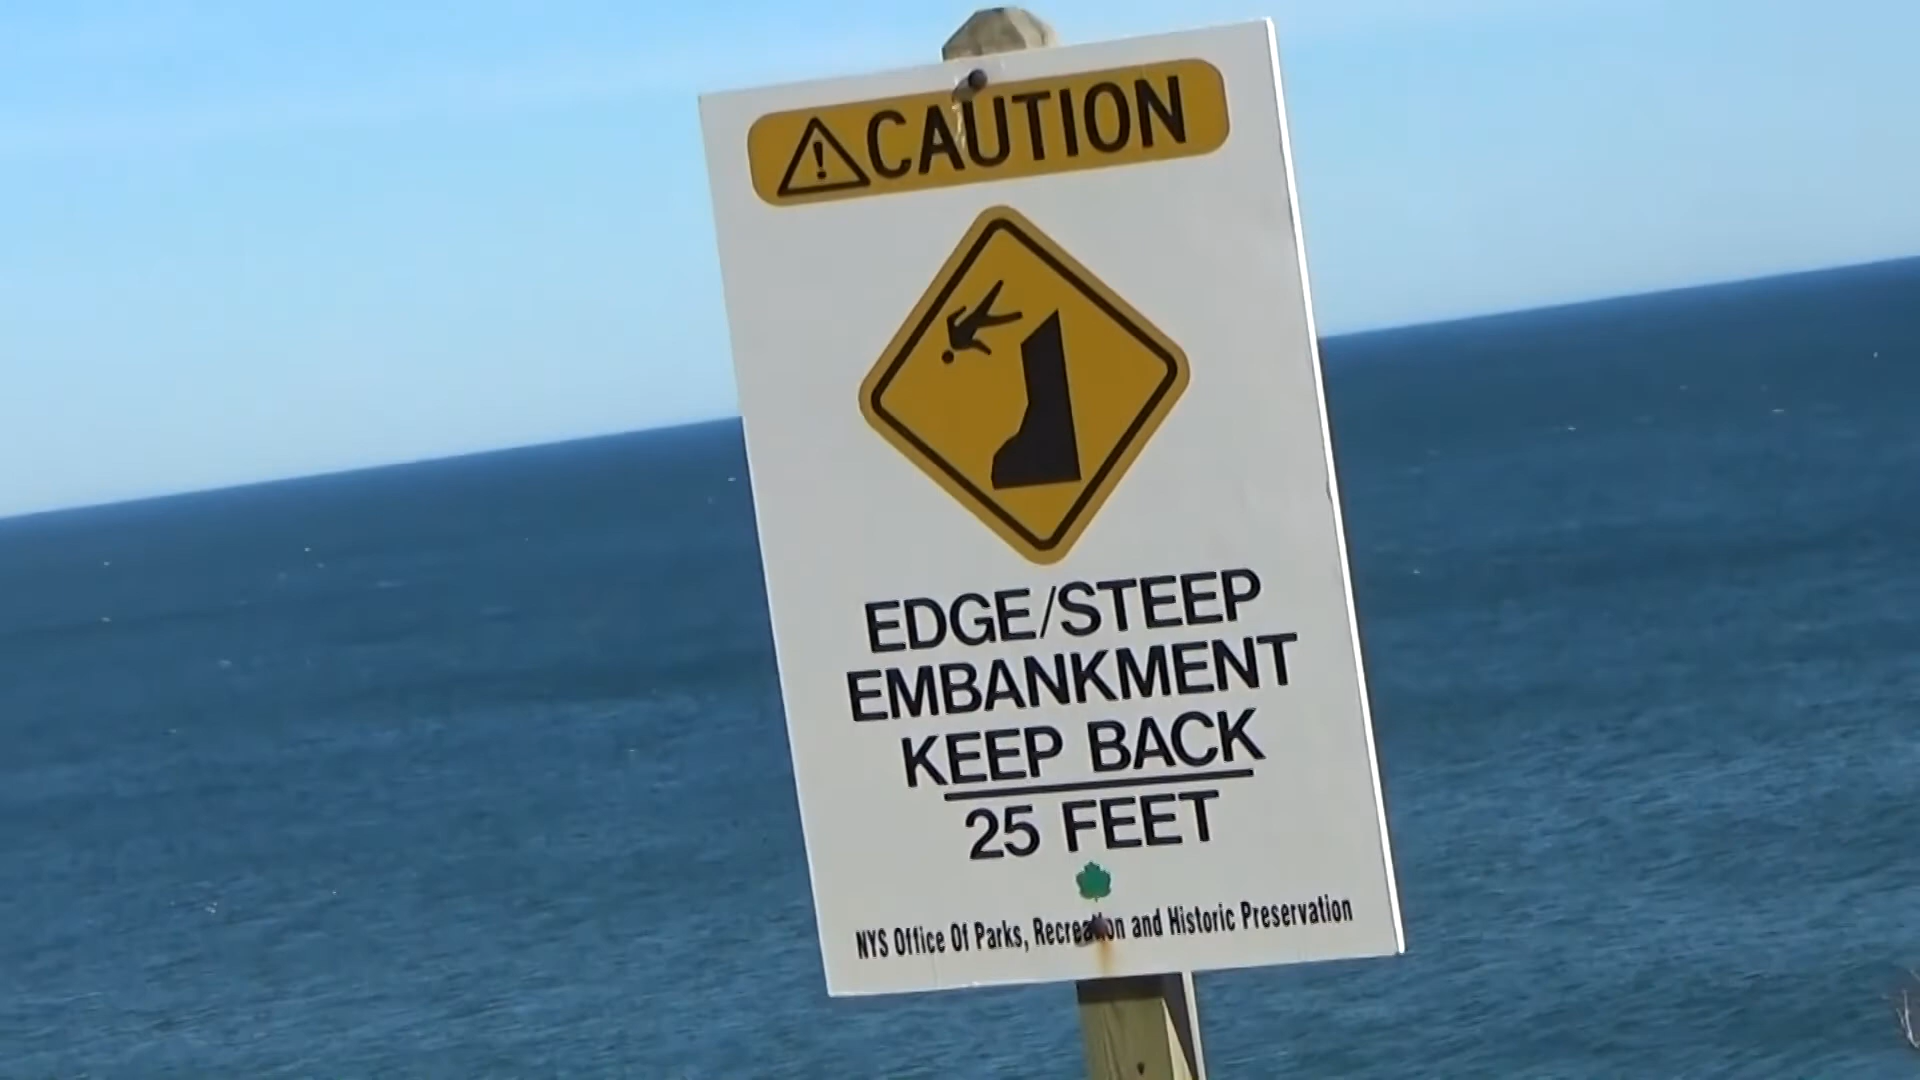 CAUTION
EDGE/STEEP
EMBANKMENT
KEEP BACK
25 FEET
NYS Office Of Parks, Recreation and Historic Preservation